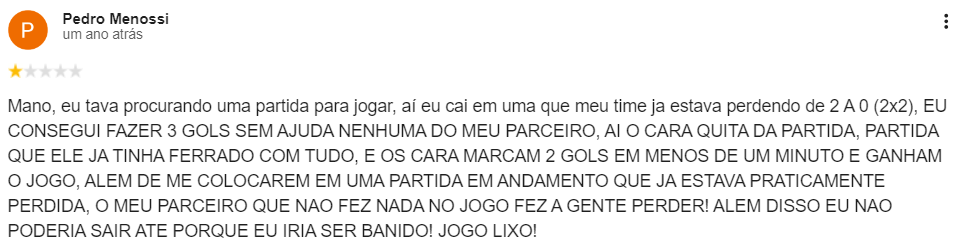 P
Pedro Menossi
um ano atrás
Mano, eu tava procurando uma partida para jogar, aí eu cai em uma que meu time ja estava perdendo de 2 A 0 (2x2), EU
CONSEGUI FAZER 3 GOLS SEM AJUDA NENHUMA DO MEU PARCEIRO, AI O CARA QUITA DA PARTIDA, PARTIDA
QUE ELE JA TINHA FERRADO COM TUDO, E OS CARA MARCAM 2 GOLS EM MENOS DE UM MINUTO E GANHAM
O JOGO, ALEM DE ME COLOCAREM EM UMA PARTIDA EM ANDAMENTO QUE JA ESTAVA PRATICAMENTE
PERDIDA, O MEU PARCEIRO QUE NAO FEZ NADA NO JOGO FEZ A GENTE PERDER! ALEM DISSO EU NAO
PODERIA SAIR ATE PORQUE EU IRIA SER BANIDO! JOGO LIXO!